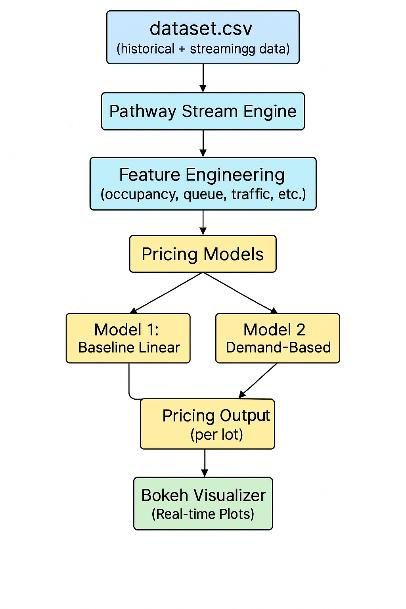 dataset.csv
(historical + streamingg data)
Pathway Stream Engine
Feature Engineering
(occupancy, queue, traffic, etc.)
Pricing Models
Model 1:
Baseline Linear
Model 2
Demand-Based
Pricing Output
(per lot)
Bokeh Visualizer
(Real-time Plots)